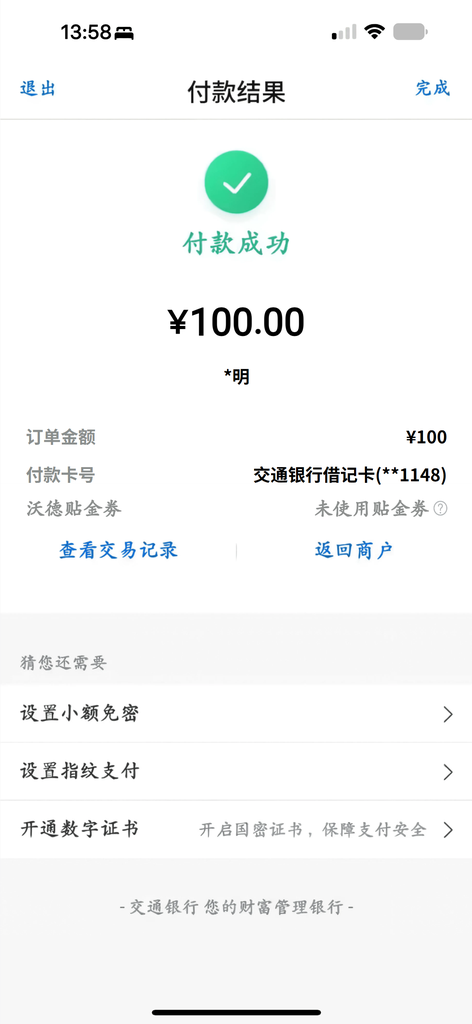 13:58
退出 付款结果 完成
付款成功
¥100.00
*明
订单金额 ¥100
付款卡号 交通银行借记卡(**1148)
沃德贴金券 未使用贴金券?
查看交易记录 返回商户
猜您还需要
设置小额免密
设置指纹支付
开通数字证书 开启国密证书，保障支付安全
-交通银行 您的财富管理银行-